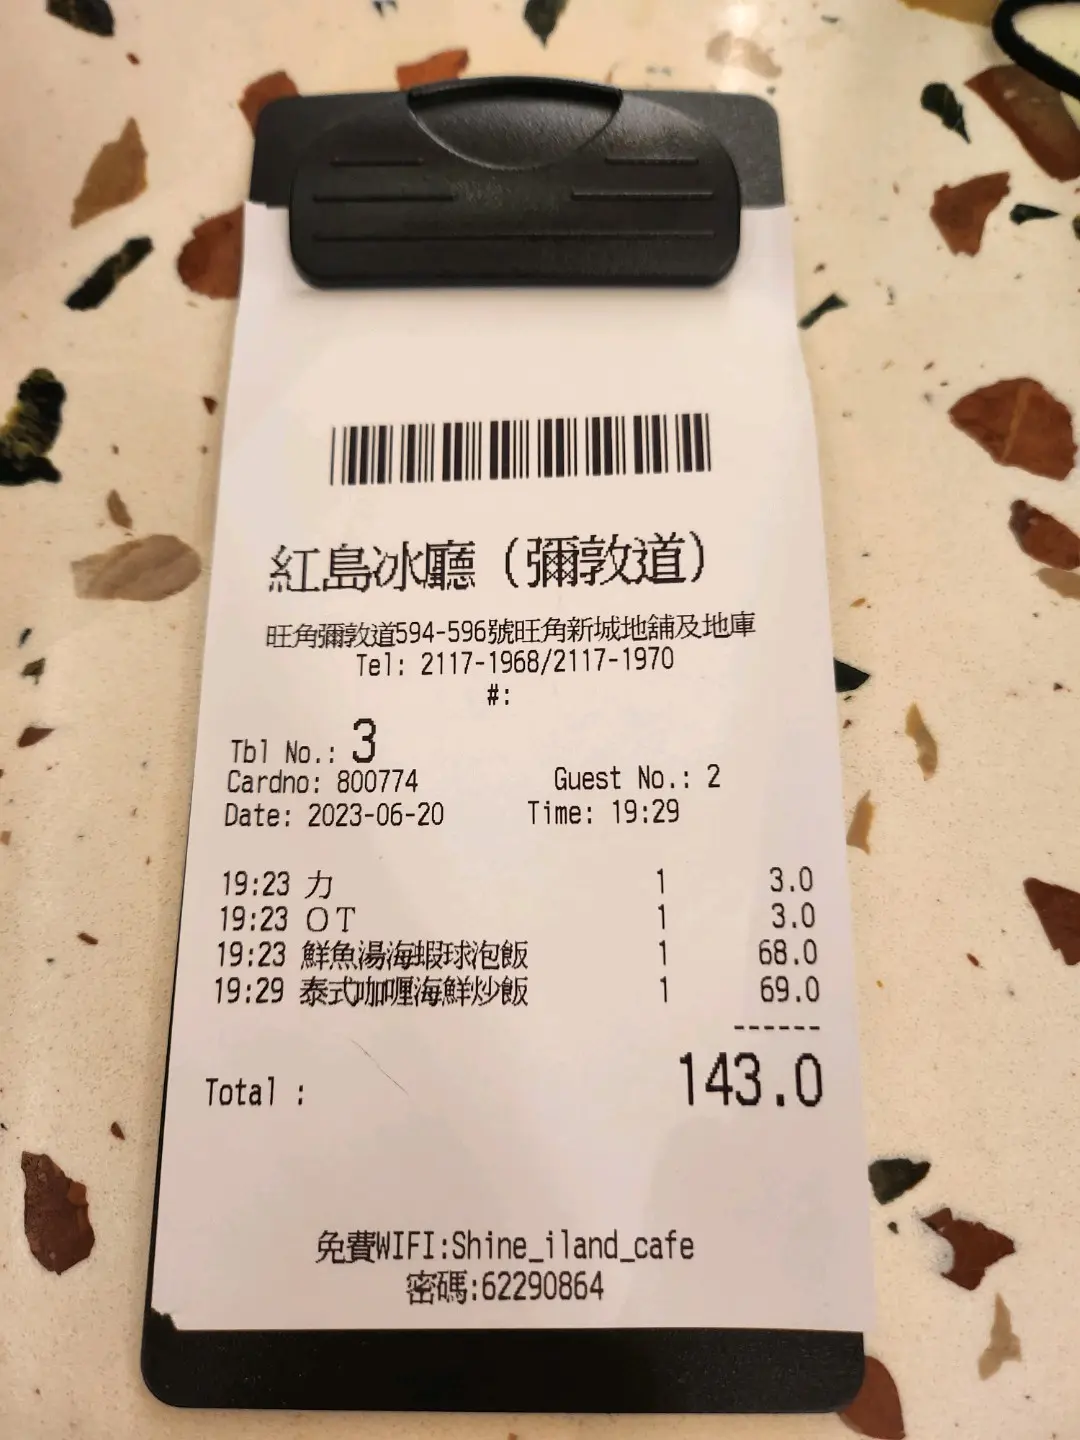 紅島冰廳（彌敦道）
旺角彌敦道594-596號旺角新城地舖及地庫
Tel: 2117-1968/2117-1970
#:
Tbl No.: 3
Cardno: 800774 Guest No.: 2
Date: 2023-06-20 Time: 19:29
19:23 力 1 3.0
19:23 ＯＴ 1 3.0
19:23 鮮魚湯海蝦球泡飯 1 68.0
19:29 泰式咖喱海鮮炒飯 1 69.0
------
Total : 143.0
免費WIFI:Shine_iland_cafe
密碼:62290864